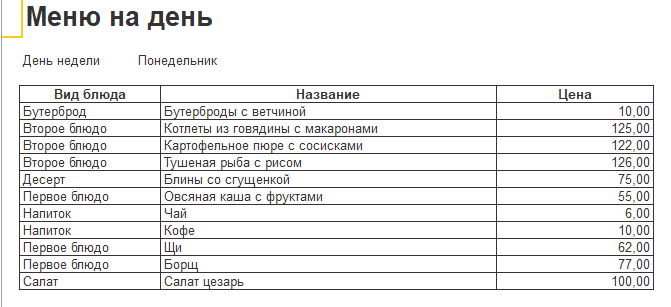 Меню на день
День недели Понедельник
Вид блюда Название Цена
Бутерброд Бутерброды с ветчиной 10,00
Второе блюдо Котлеты из говядины с макаронами 125,00
Второе блюдо Картофельное пюре с сосисками 122,00
Второе блюдо Тушеная рыба с рисом 126,00
Десерт Блины со сгущенкой 75,00
Первое блюдо Овсяная каша с фруктами 55,00
Напиток Чай 6,00
Напиток Кофе 10,00
Первое блюдо Щи 62,00
Первое блюдо Борщ 77,00
Салат Салат цезарь 100,00